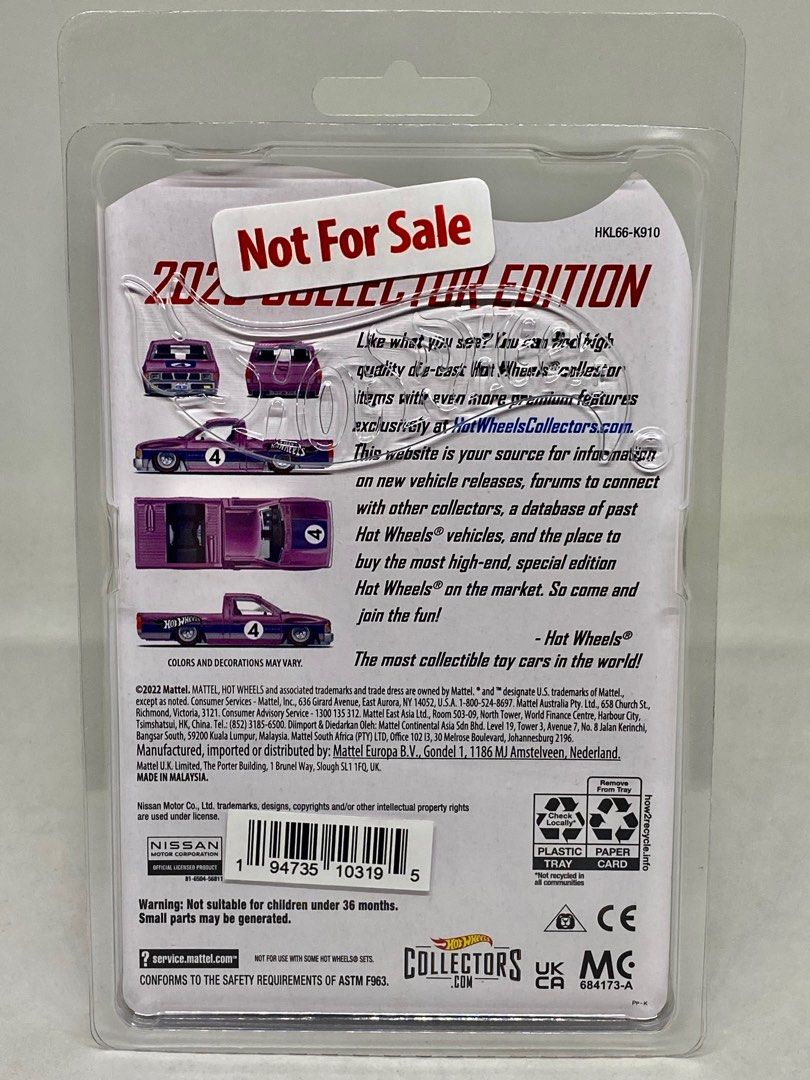 Not For Sale
HKL66-K910
COLLECTOR EDITION
Like what you see? You can find high
quality die-cast Hot Wheels® collector
items with even more premium features
exclusively at HotWheelsCollectors.com.
This website is your source for information
on new vehicle releases, forums to connect
with other collectors, a database of past
Hot Wheels® vehicles, and the place to
buy the most high-end, special edition
Hot Wheels® on the market. So come and
join the fun!
- Hot Wheels®
The most collectible toy cars in the world!
4
HOT WHEELS
4
HOT WHEELS
4
COLORS AND DECORATIONS MAY VARY.
©2022 Mattel. MATTEL, HOT WHEELS and associated trademarks and trade dress are owned by Mattel. ® and ™ designate U.S. trademarks of Mattel.,
except as noted. Consumer Services - Mattel, Inc., 636 Girard Avenue, East Aurora, NY 14052, U.S.A. 1-800-524-8697. Mattel Australia Pty. Ltd., 658 Church St.,
Richmond, Victoria, 3121. Consumer Advisory Service - 1300 135 312. Mattel East Asia Ltd., Room 503-09, North Tower, World Finance Centre, Harbour City,
Tsimshatsui, HK, China. Tel.: (852) 3185-6500. Diimport & Diedarkan Oleh: Mattel Continental Asia Sdn Bhd. Level 19, Tower 3, Avenue 7, No. 8 Jalan Kerinchi,
Bangsar South, 59200 Kuala Lumpur, Malaysia. Mattel South Africa (PTY) LTD, Office 102 I3, 30 Melrose Boulevard, Johannesburg 2196.
Manufactured, imported or distributed by: Mattel Europa B.V., Gondel 1, 1186 MJ Amstelveen, Nederland.
Mattel U.K. Limited, The Porter Building, 1 Brunel Way, Slough SL1 1FQ, UK.
MADE IN MALAYSIA.
Nissan Motor Co., Ltd. trademarks, designs, copyrights and/or other intellectual property rights
are used under license.
NISSAN
MOTOR CORPORATION
OFFICIAL LICENSED PRODUCT
1 94735 10319 5
Remove
From Tray
Check
Locally*
PLASTIC
TRAY
PAPER
CARD
how2recycle.info
*Not recycled in
all communities
Warning: Not suitable for children under 36 months.
Small parts may be generated.
CE
? service.mattel.com™
NOT FOR USE WITH SOME HOT WHEELS® SETS.
CONFORMS TO THE SAFETY REQUIREMENTS OF ASTM F963.
HOT WHEELS
COLLECTORS
.COM
UK
CA
MC
684173-A
PP-K